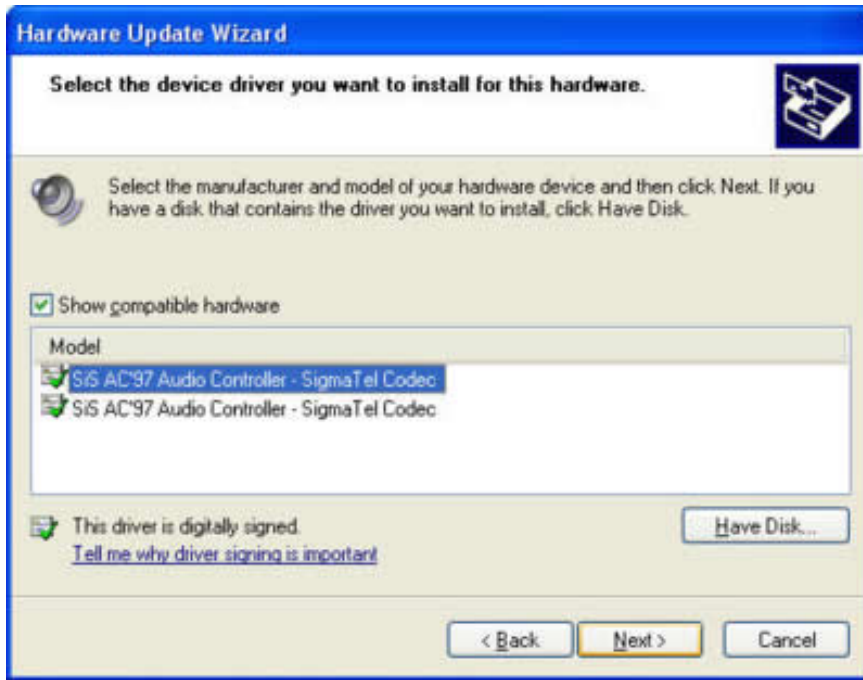 Hardware Update Wizard
Select the device driver you want to install for this hardware.
Select the manufacturer and model of your hardware device and then click Next. If you
have a disk that contains the driver you want to install, click Have Disk.
Show compatible hardware
Model
SiS AC'97 Audio Controller - SigmaTel Codec
SiS AC'97 Audio Controller - SigmaTel Codec
This driver is digitally signed.
Have Disk...
Tell me why driver signing is important
< Back
Next >
Cancel